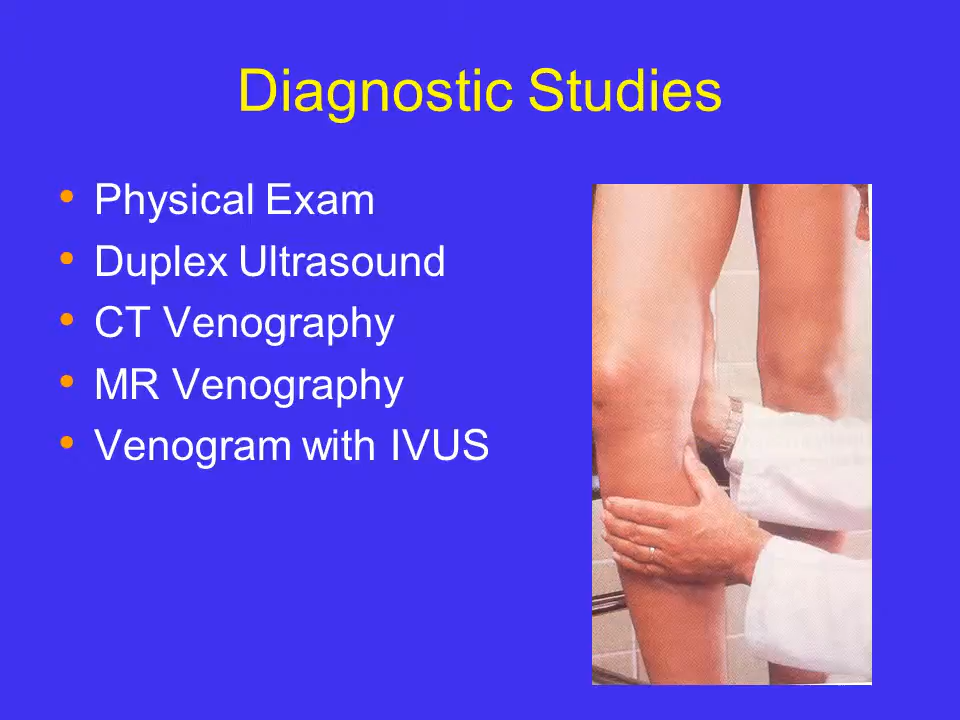 Diagnostic Studies
• Physical Exam
• Duplex Ultrasound
• CT Venography
• MR Venography
• Venogram with IVUS